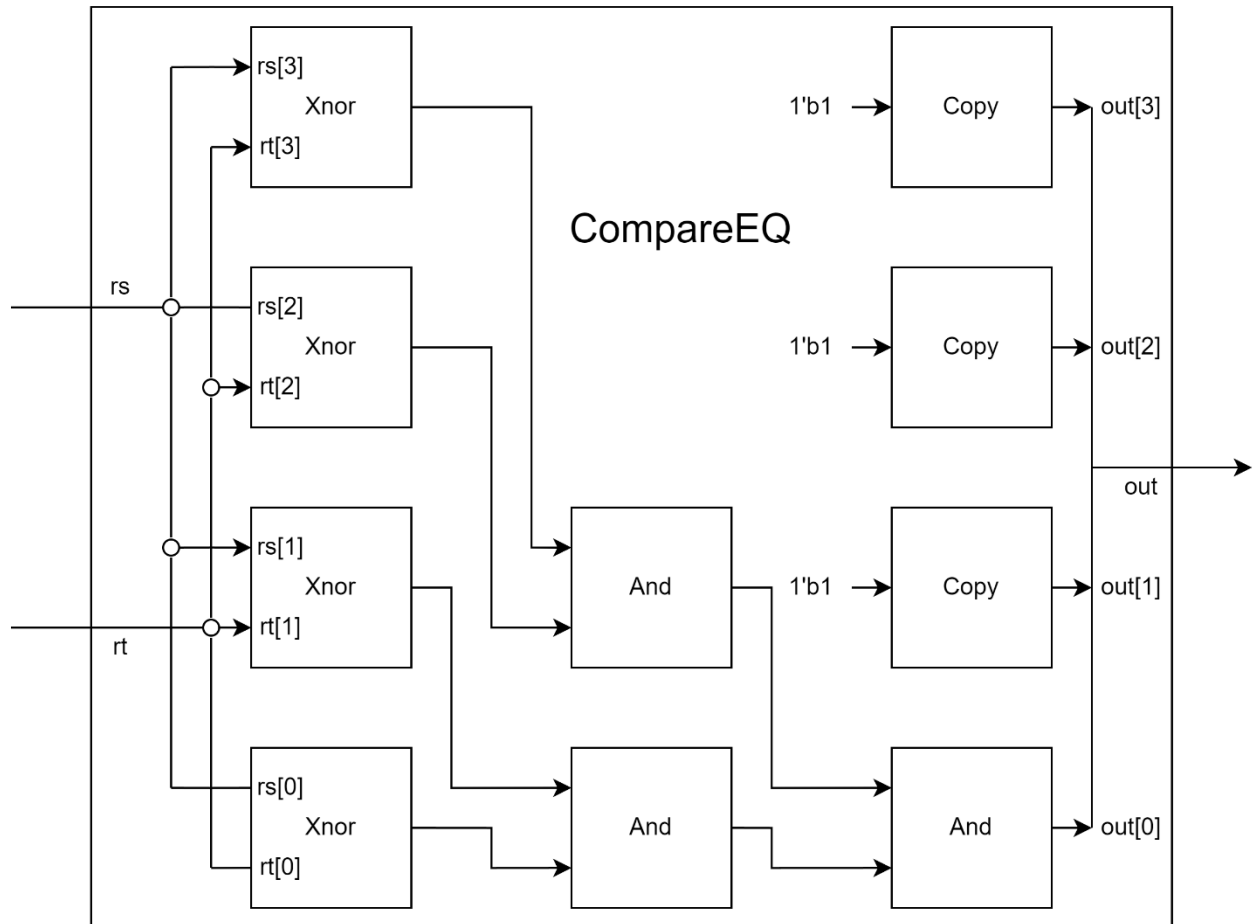 rs[3]
Xnor
rt[3]
1'b1
Copy
out[3]
CompareEQ
rs
rs[2]
Xnor
rt[2]
1'b1
Copy
out[2]
out
rs[1]
Xnor
rt[1]
rt
And
1'b1
Copy
out[1]
rs[0]
Xnor
rt[0]
And
And
out[0]